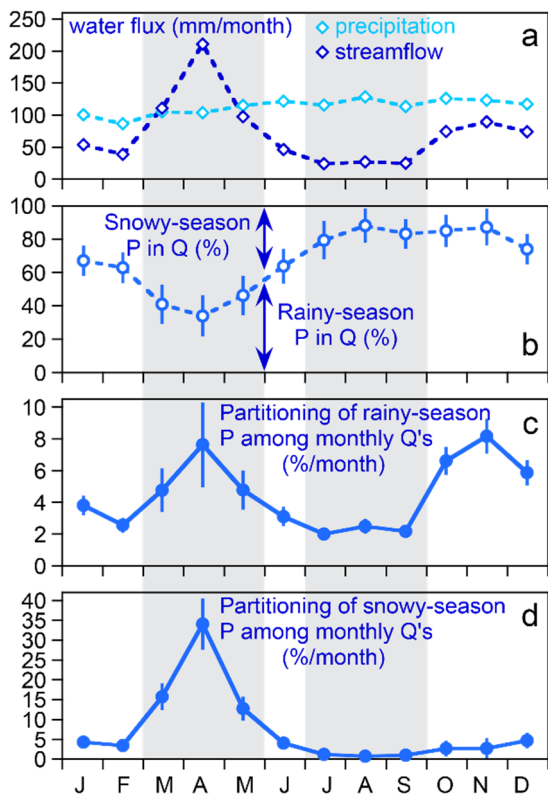 250
200
150
100
50
0
water flux (mm/month)
precipitation
streamflow
a
100
80
60
40
20
0
Snowy-season
P in Q (%)
Rainy-season
P in Q (%)
b
10
8
6
4
2
0
Partitioning of rainy-season
P among monthly Q's
(%/month)
c
40
35
30
25
20
15
10
5
0
Partitioning of snowy-season
P among monthly Q's
(%/month)
d
J F M A M J J A S O N D